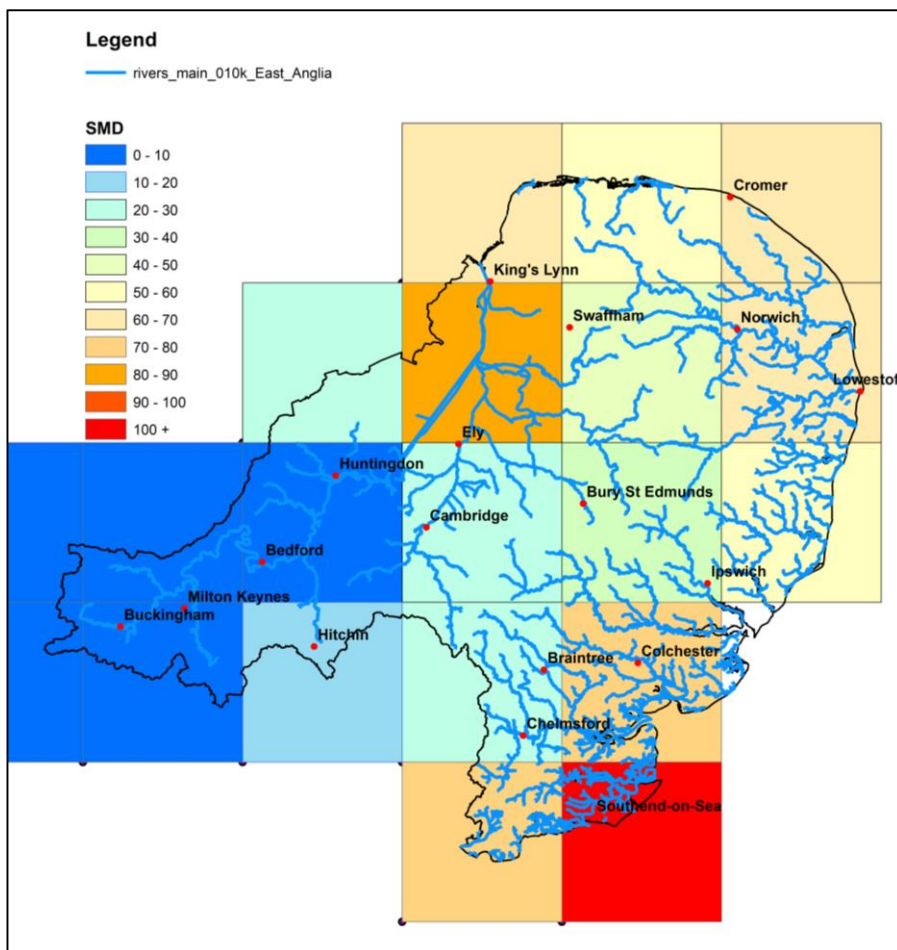 Legend
rivers_main_010k_East_Anglia
SMD
0 - 10
10 - 20
20 - 30
30 - 40
40 - 50
50 - 60
60 - 70
70 - 80
80 - 90
90 - 100
100 +
Cromer
King's Lynn
Swaffham
Norwich
Lowestof
Ely
Huntingdon
Bury St Edmunds
Cambridge
Bedford
Ipswich
Milton Keynes
Buckingham
Hitchin
Braintree
Colchester
Chelmsford
Southend-on-Sea